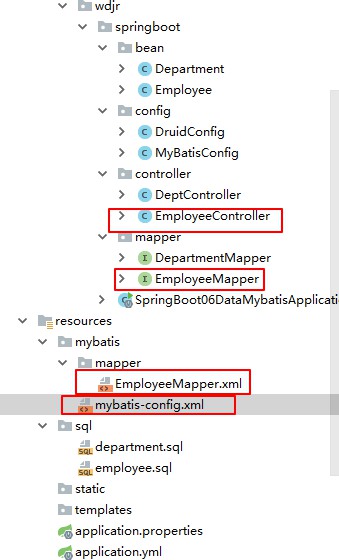 wdjr
springboot
bean
Department
Employee
config
DruidConfig
MyBatisConfig
controller
DeptController
EmployeeController
mapper
DepartmentMapper
EmployeeMapper
SpringBoot06DataMybatisApplicati
resources
mybatis
mapper
EmployeeMapper.xml
mybatis-config.xml
sql
department.sql
employee.sql
static
templates
application.properties
application.yml